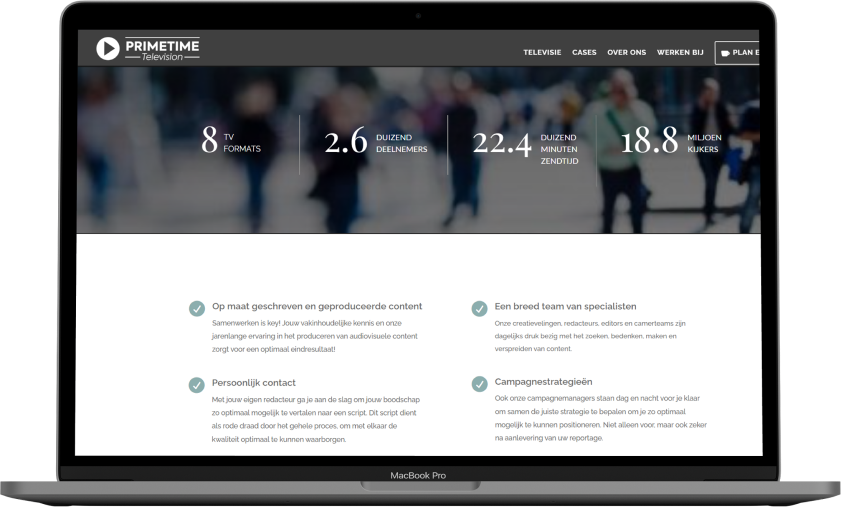 PRIMETIME
Television
TELEVISIE CASES OVER ONS WERKEN BIJ PLAN E
8 TV FORMATS
2.6 DUIZEND DEELNEMERS
22.4 DUIZEND MINUTEN ZENDTIJD
18.8 MILJOEN KIJKERS
Op maat geschreven en geproduceerde content
Samenwerken is key! Jouw vakinhoudelijke kennis en onze
jarenlange ervaring in het produceren van audiovisuele content
zorgt voor een optimaal eindresultaat!
Een breed team van specialisten
Onze creatievelingen, redacteurs, editors en camerteams zijn
dagelijks druk bezig met het zoeken, bedenken, maken en
verspreiden van content.
Persoonlijk contact
Met jouw eigen redacteur ga je aan de slag om jouw boodschap
zo optimaal mogelijk te vertalen naar een script. Dit script dient
als rode draad door het gehele proces, om met elkaar de
kwaliteit optimaal te kunnen waarborgen.
Campagnestrategieën
Ook onze campagnemanagers staan dag en nacht voor je klaar
om samen de juiste strategie te bepalen om je zo optimaal
mogelijk te kunnen positioneren. Niet alleen voor, maar ook zeker
na aanlevering van uw reportage.
MacBook Pro